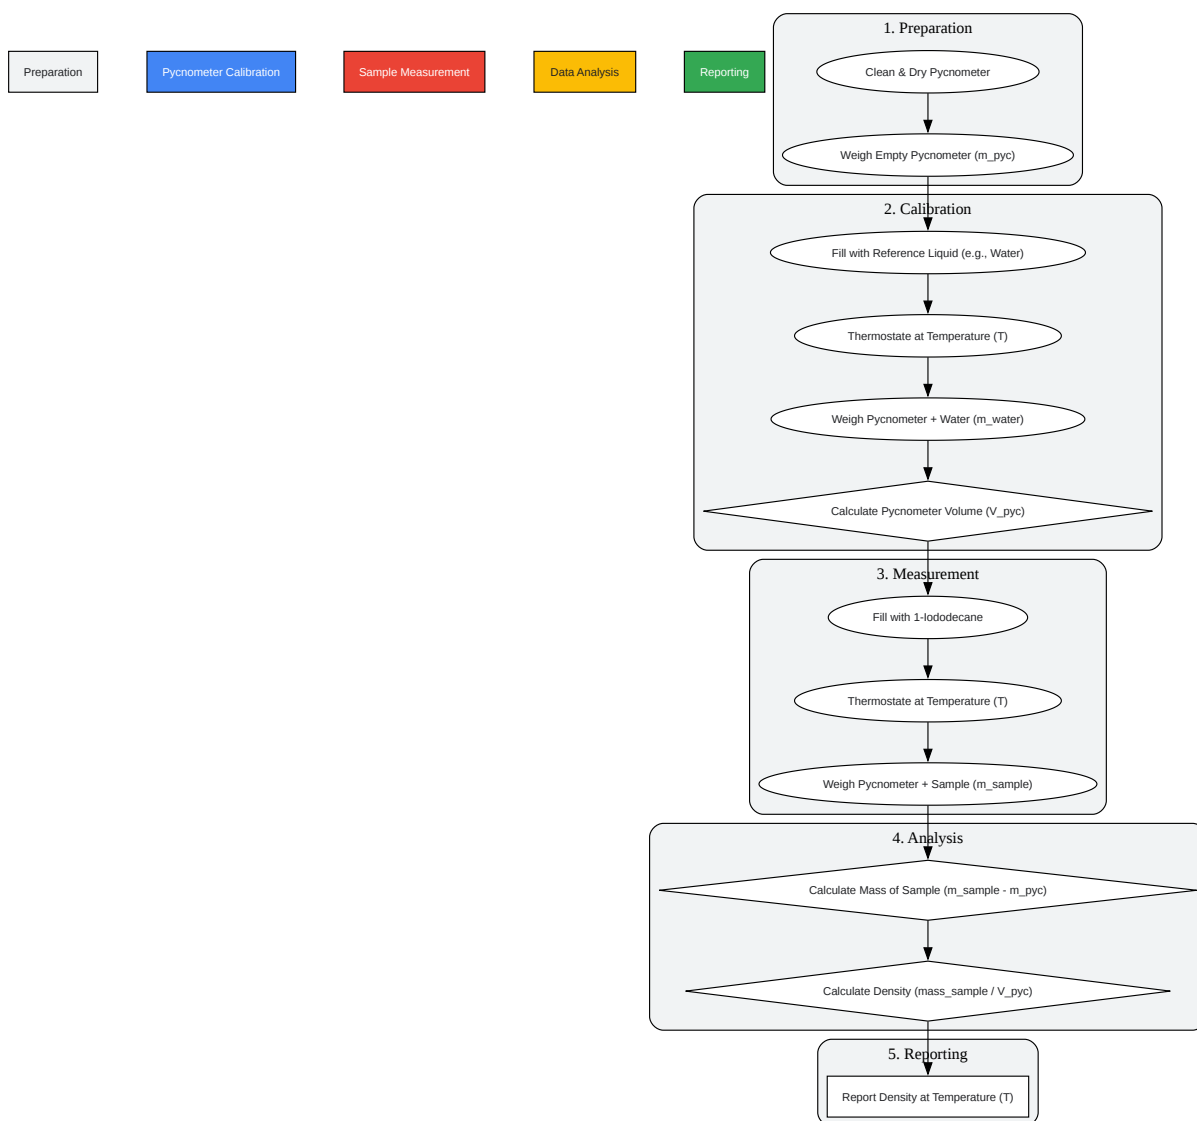 1. Preparation
Preparation
Pycnometer Calibration
Sample Measurement
Data Analysis
Reporting
Clean & Dry Pycnometer
Weigh Empty Pycnometer (m_pyc)
2. Calibration
Fill with Reference Liquid (e.g., Water)
Thermostate at Temperature (T)
Weigh Pycnometer + Water (m_water)
Calculate Pycnometer Volume (V_pyc)
3. Measurement
Fill with 1-Iododecane
Thermostate at Temperature (T)
Weigh Pycnometer + Sample (m_sample)
4. Analysis
Calculate Mass of Sample (m_sample - m_pyc)
Calculate Density (mass_sample / V_pyc)
5. Reporting
Report Density at Temperature (T)